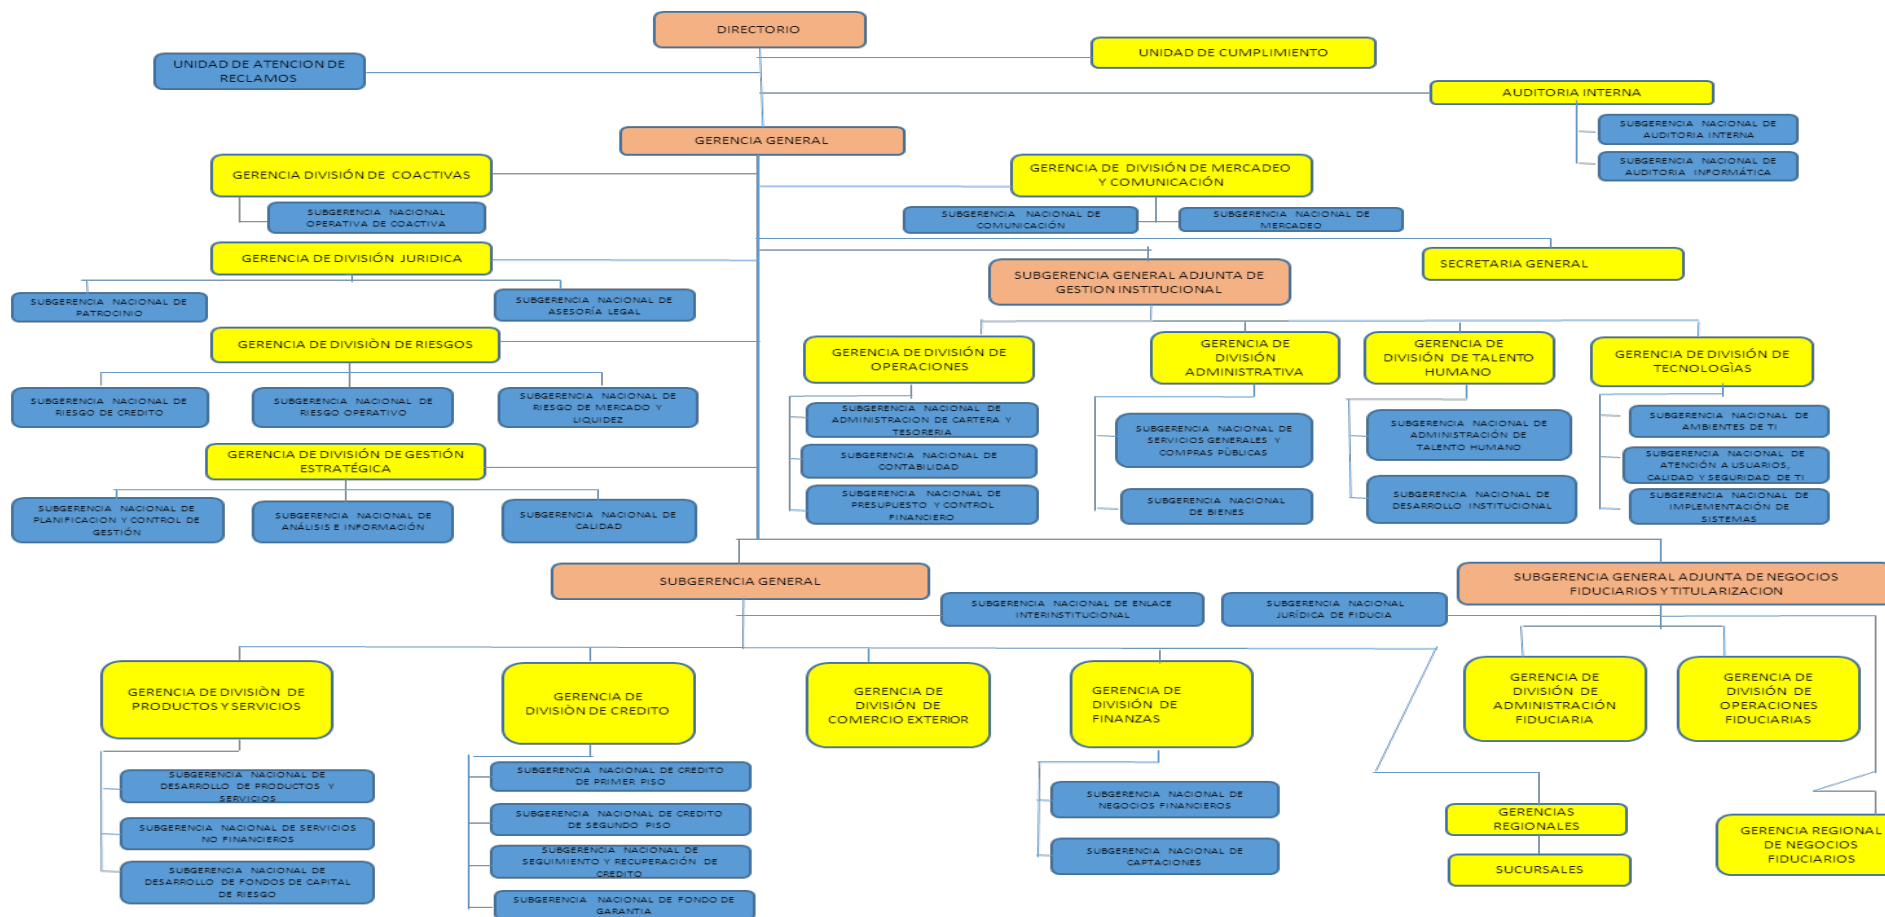 DIRECTORIO
UNIDAD DE CUMPLIMIENTO
UNIDAD DE ATENCION DE
RECLAMOS
AUDITORIA INTERNA
SUBGERENCIA NACIONAL DE
AUDITORIA INTERNA
SUBGERENCIA NACIONAL DE
AUDITORIA INFORMÁTICA
GERENCIA GENERAL
GERENCIA DIVISIÓN DE COACTIVAS
SUBGERENCIA NACIONAL
OPERATIVA DE COACTIVA
GERENCIA DE DIVISIÓN DE MERCADEO
Y COMUNICACIÓN
SUBGERENCIA NACIONAL DE
COMUNICACIÓN
SUBGERENCIA NACIONAL DE
MERCADEO
GERENCIA DE DIVISIÓN JURIDICA
SUBGERENCIA NACIONAL DE
PATROCINIO
SUBGERENCIA NACIONAL DE
ASESORÍA LEGAL
SECRETARIA GENERAL
SUBGERENCIA GENERAL ADJUNTA DE
GESTION INSTITUCIONAL
GERENCIA DE DIVISIÒN DE RIESGOS
SUBGERENCIA NACIONAL DE
RIESGO DE CREDITO
SUBGERENCIA NACIONAL DE
RIESGO OPERATIVO
SUBGERENCIA NACIONAL DE
RIESGO DE MERCADO Y
LIQUIDEZ
GERENCIA DE DIVISIÓN DE
OPERACIONES
SUBGERENCIA NACIONAL DE
ADMINISTRACION DE CARTERA Y
TESORERIA
SUBGERENCIA NACIONAL DE
CONTABILIDAD
SUBGERENCIA NACIONAL DE
PRESUPUESTO Y CONTROL
FINANCIERO
GERENCIA DE
DIVISIÓN
ADMINISTRATIVA
SUBGERENCIA NACIONAL DE
SERVICIOS GENERALES Y
COMPRAS PÙBLICAS
SUBGERENCIA NACIONAL
DE BIENES
GERENCIA DE
DIVISIÓN DE TALENTO
HUMANO
SUBGERENCIA NACIONAL DE
ADMINISTRACIÓN DE
TALENTO HUMANO
SUBGERENCIA NACIONAL DE
DESARROLLO INSTITUCIONAL
GERENCIA DE DIVISIÓN DE
TECNOLOGÌAS
SUBGERENCIA NACIONAL DE
AMBIENTES DE TI
SUBGERENCIA NACIONAL DE
ATENCIÓN A USUARIOS,
CALIDAD Y SEGURIDAD DE TI
SUBGERENCIA NACIONAL DE
IMPLEMENTACIÓN DE
SISTEMAS
GERENCIA DE DIVISIÓN DE GESTIÓN
ESTRATÉGICA
SUBGERENCIA NACIONAL DE
PLANIFICACION Y CONTROL DE
GESTIÓN
SUBGERENCIA NACIONAL DE
ANÁLISIS E INFORMACIÓN
SUBGERENCIA NACIONAL DE
CALIDAD
SUBGERENCIA GENERAL
SUBGERENCIA GENERAL ADJUNTA DE NEGOCIOS
FIDUCIARIOS Y TITULARIZACION
SUBGERENCIA NACIONAL DE ENLACE
INTERINSTITUCIONAL
SUBGERENCIA NACIONAL
JURÍDICA DE FIDUCIA
GERENCIA DE DIVISIÒN DE
PRODUCTOS Y SERVICIOS
SUBGERENCIA NACIONAL DE
DESARROLLO DE PRODUCTOS Y
SERVICIOS
SUBGERENCIA NACIONAL DE SERVICIOS
NO FINANCIEROS
SUBGERENCIA NACIONAL DE
DESARROLLO DE FONDOS DE CAPITAL
DE RIESGO
GERENCIA DE
DIVISIÒN DE CREDITO
SUBGERENCIA NACIONAL DE CREDITO
DE PRIMER PISO
SUBGERENCIA NACIONAL DE CREDITO
DE SEGUNDO PISO
SUBGERENCIA NACIONAL DE
SEGUIMIENTO Y RECUPERACIÓN DE
CREDITO
SUBGERENCIA NACIONAL DE FONDO DE
GARANTIA
GERENCIA DE
DIVISIÓN DE
COMERCIO EXTERIOR
GERENCIA DE
DIVISIÓN DE
FINANZAS
SUBGERENCIA NACIONAL DE
NEGOCIOS FINANCIEROS
SUBGERENCIA NACIONAL DE
CAPTACIONES
GERENCIA DE
DIVISIÓN DE
ADMINISTRACIÓN
FIDUCIARIA
GERENCIA DE
DIVISIÓN DE
OPERACIONES
FIDUCIARIAS
GERENCIAS
REGIONALES
SUCURSALES
GERENCIA REGIONAL
DE NEGOCIOS
FIDUCIARIOS